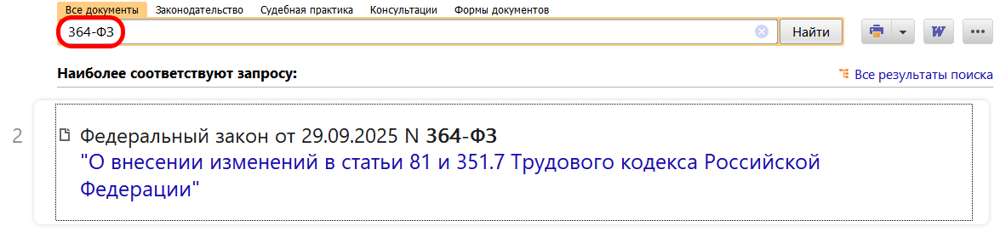 Все документы Законодательство Судебная практика Консультации Формы документов
364-ФЗ Найти W
Наиболее соответствуют запросу: Все результаты поиска
2 Федеральный закон от 29.09.2025 N 364-ФЗ
"О внесении изменений в статьи 81 и 351.7 Трудового кодекса Российской
Федерации"